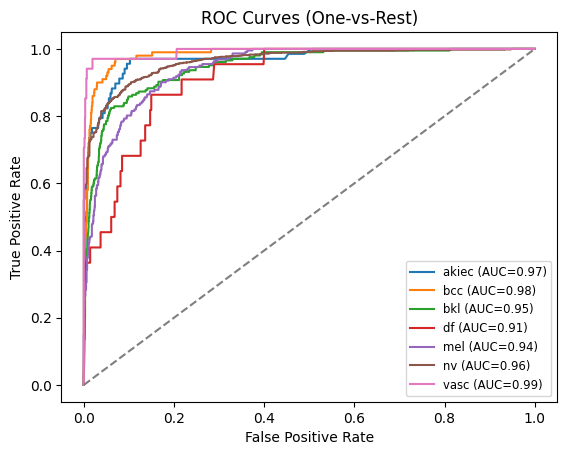 ROC Curves (One-vs-Rest)
True Positive Rate
1.0
0.8
0.6
0.4
0.2
0.0
akiec (AUC=0.97)
bcc (AUC=0.98)
bkl (AUC=0.95)
df (AUC=0.91)
mel (AUC=0.94)
nv (AUC=0.96)
vasc (AUC=0.99)
0.0 0.2 0.4 0.6 0.8 1.0
False Positive Rate